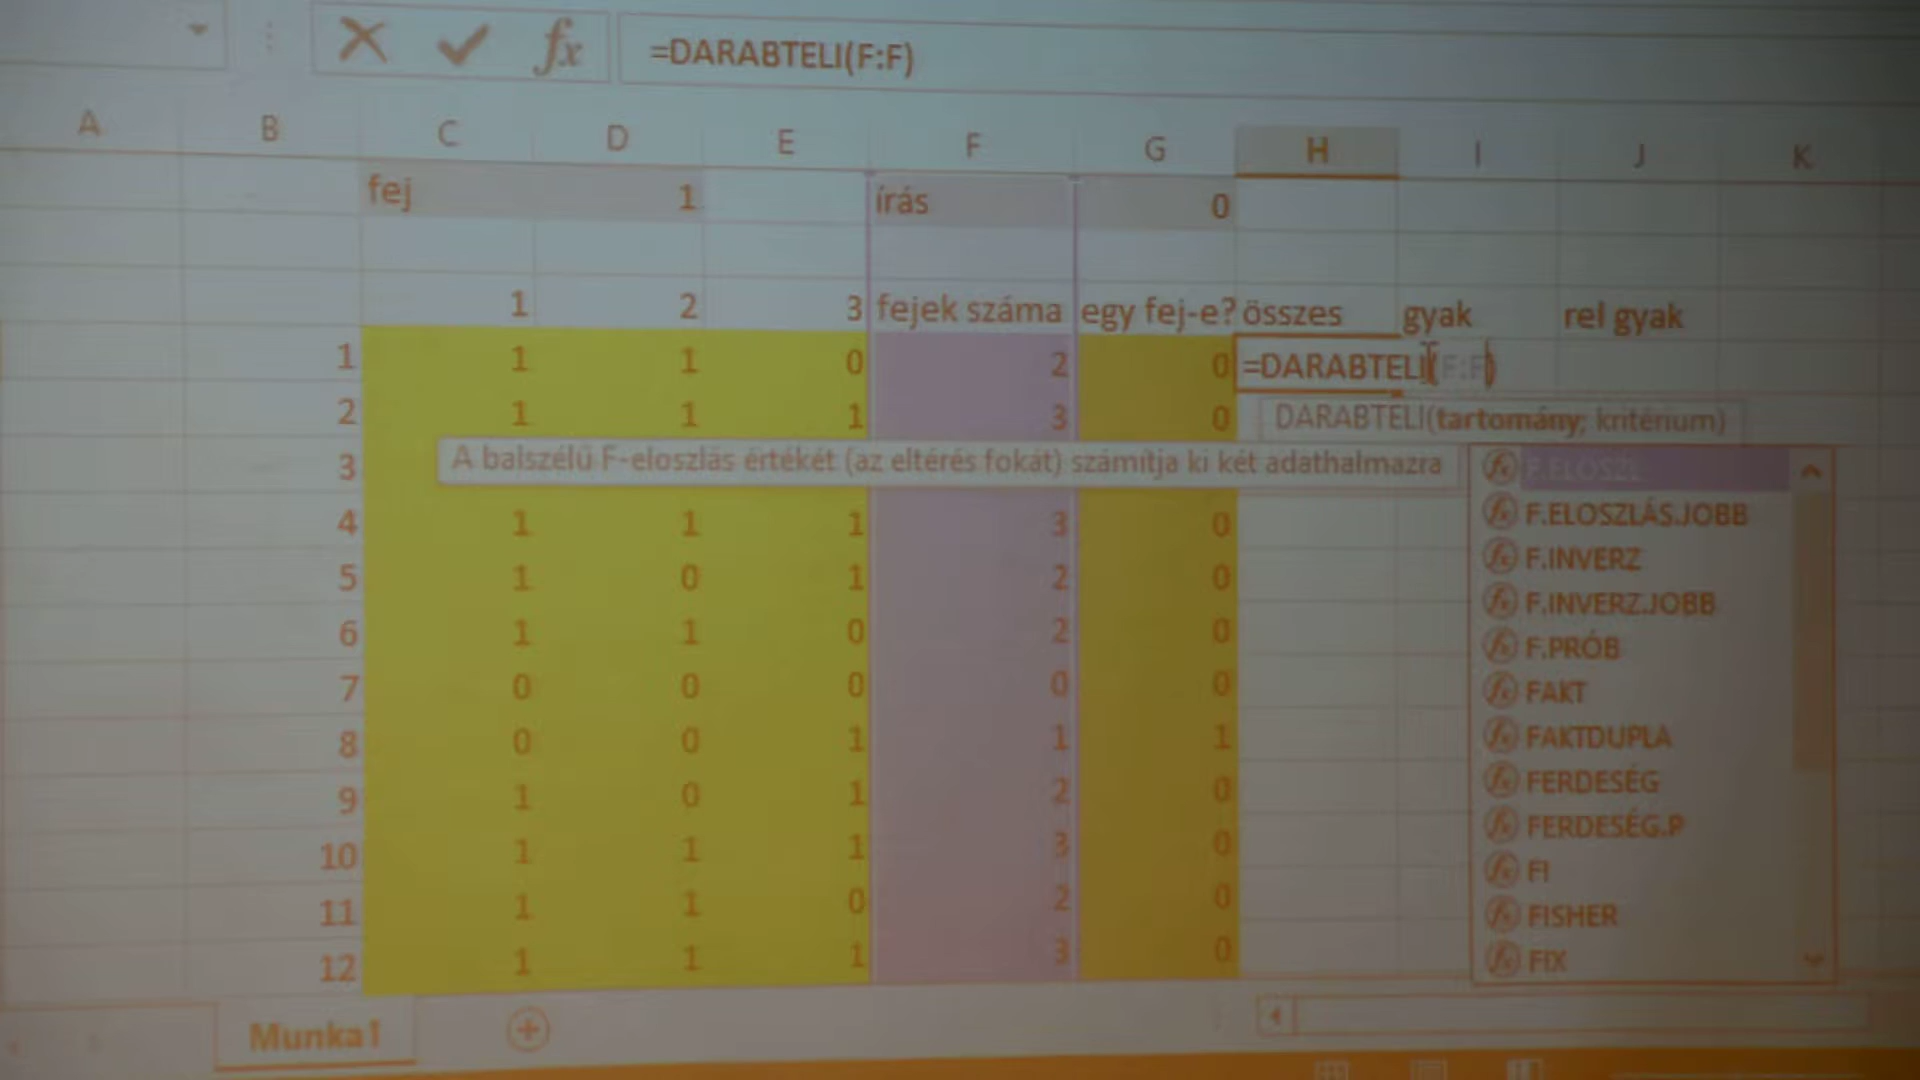 =DARABTELI(F:F)
A B C D E F G H I J K
fej 1 írás 0
1 2 3 fejek száma egy fej-e? összes gyak rel gyak
1 1 1 0 2 0 =DARABTELI(F:F)
2 1 1 1 3 0 DARABTELI(tartomány; kritérium)
3 A balszélű F-eloszlás értékét (az eltérés fokát) számítja ki két adathalmazra F.ELOSZL
F.ELOSZLÁS.JOBB
4 1 1 1 3 0
F.INVERZ
5 1 0 1 2 0
F.INVERZ.JOBB
6 1 1 0 2 0
F.PRÓB
7 0 0 0 0 0 FAKT
8 0 0 1 1 1 FAKTDUPLA
9 1 0 1 2 0 FERDESÉG
FERDESÉG.P
10 1 1 1 3 0
FI
11 1 1 0 2 0 FISHER
12 1 1 1 3 0 FIX
Munka1